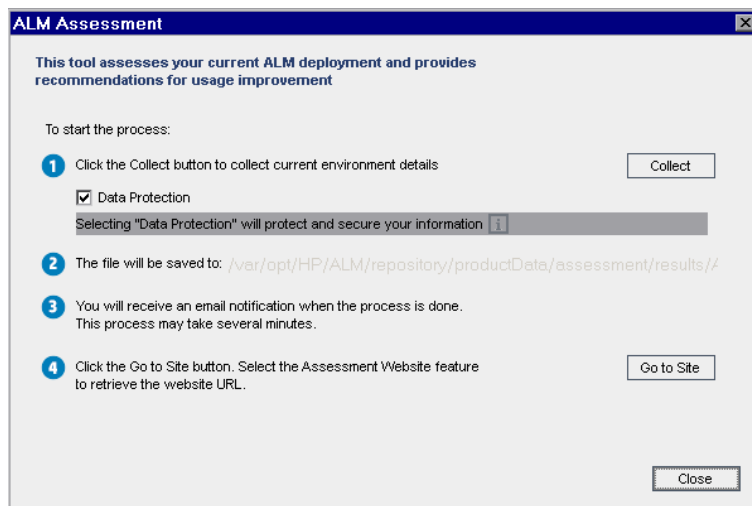 ALM Assessment
This tool assesses your current ALM deployment and provides
recommendations for usage improvement
To start the process:
1 Click the Collect button to collect current environment details
Collect
Data Protection
Selecting "Data Protection" will protect and secure your information i
2 The file will be saved to: /var/opt/HP/ALM/repository/productData/assessment/results/
3 You will receive an email notification when the process is done.
This process may take several minutes.
4 Click the Go to Site button. Select the Assessment Website feature
to retrieve the website URL.
Go to Site
Close